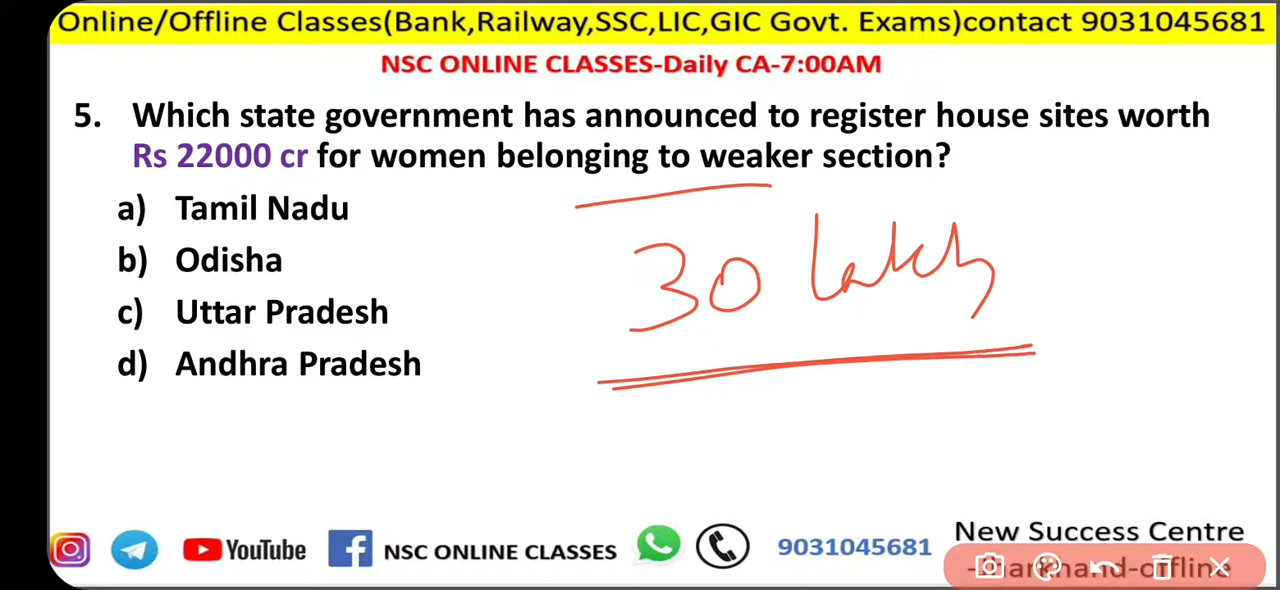 Online/Offline Classes(Bank,Railway,SSC,LIC,GIC Govt. Exams)contact 9031045681
NSC ONLINE CLASSES-Daily CA-7:00AM
5. Which state government has announced to register house sites worth
Rs 22000 cr for women belonging to weaker section?
a) Tamil Nadu
30 lakh
b) Odisha
c) Uttar Pradesh
d) Andhra Pradesh
YouTube NSC ONLINE CLASSES 9031045681
New Success Centre
-Jharkhand-offline